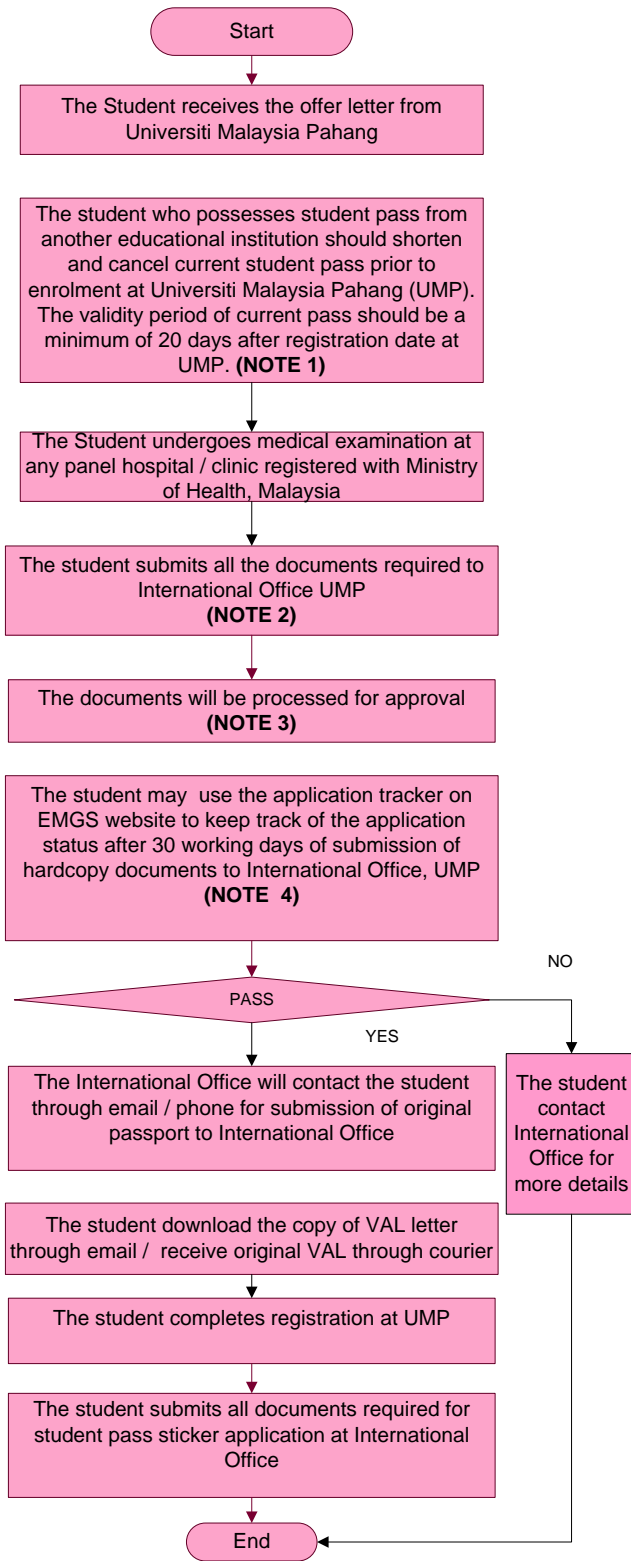 Start
The Student receives the offer letter from
Universiti Malaysia Pahang
The student who possesses student pass from
another educational institution should shorten
and cancel current student pass prior to
enrolment at Universiti Malaysia Pahang (UMP).
The validity period of current pass should be a
minimum of 20 days after registration date at
UMP. (NOTE 1)
The Student undergoes medical examination at
any panel hospital / clinic registered with Ministry
of Health, Malaysia
The student submits all the documents required to
International Office UMP
(NOTE 2)
The documents will be processed for approval
(NOTE 3)
The student may use the application tracker on
EMGS website to keep track of the application
status after 30 working days of submission of
hardcopy documents to International Office, UMP
(NOTE 4)
NO
PASS
YES
The International Office will contact the student
through email / phone for submission of original
passport to International Office
The student
contact
International
Office for
more details
The student download the copy of VAL letter
through email / receive original VAL through courier
The student completes registration at UMP
The student submits all documents required for
student pass sticker application at International
Office
End